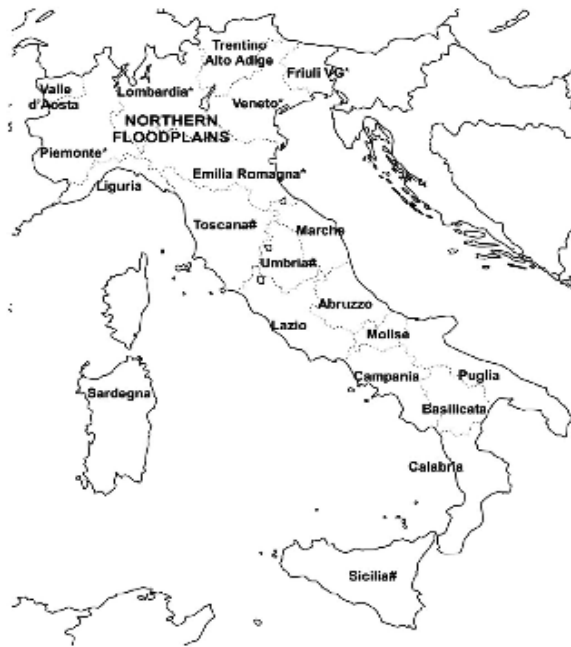 Trentino
Alto Adige
Friuli VG*
Valle
d'Aosta
Lombardia*
Veneto*
NORTHERN
FLOODPLAINS
Piemonte*
Emilia Romagna*
Liguria
Toscana#
Marche
Umbria#
Abruzzo
Lazio
Molise
Campania
Puglia
Sardegna
Basilicata
Calabria
Sicilia#